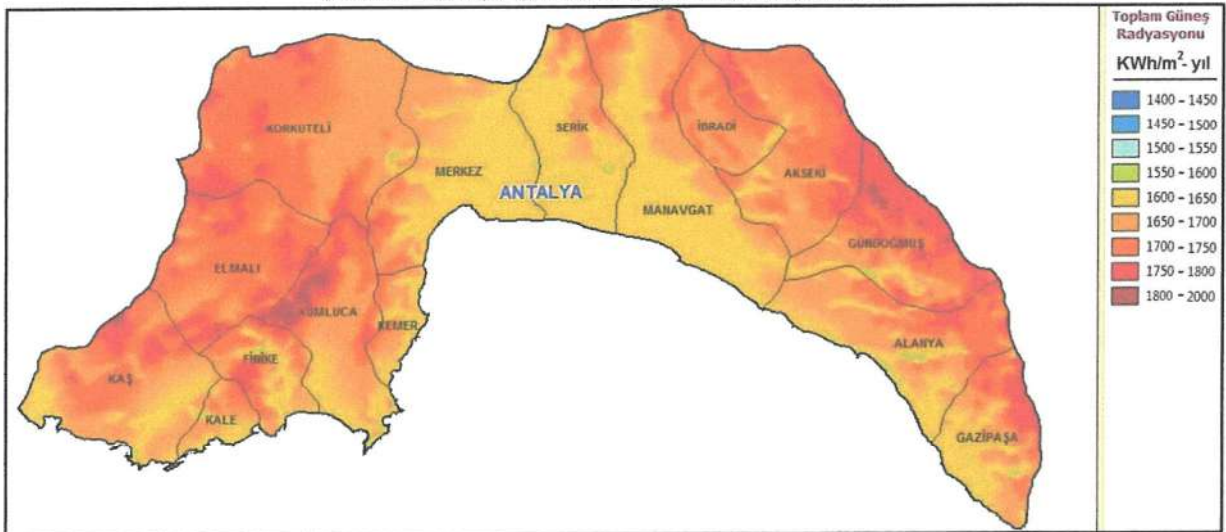 Toplam Güneş
Radyasyonu
KWh/m²- yıl
1400 - 1450
1450 - 1500
1500 - 1550
1550 - 1600
1600 - 1650
1650 - 1700
1700 - 1750
1750 - 1800
1800 - 2000
KORKUTELİ
SERİK
İBRADİ
MERKEZ
AKSEKİ
ANTALYA
MANAVGAT
GÜNDOĞMUŞ
ELMALI
KUMLUCA
KEMER
FİNİKE
ALANYA
KAŞ
KALE
GAZİPAŞA